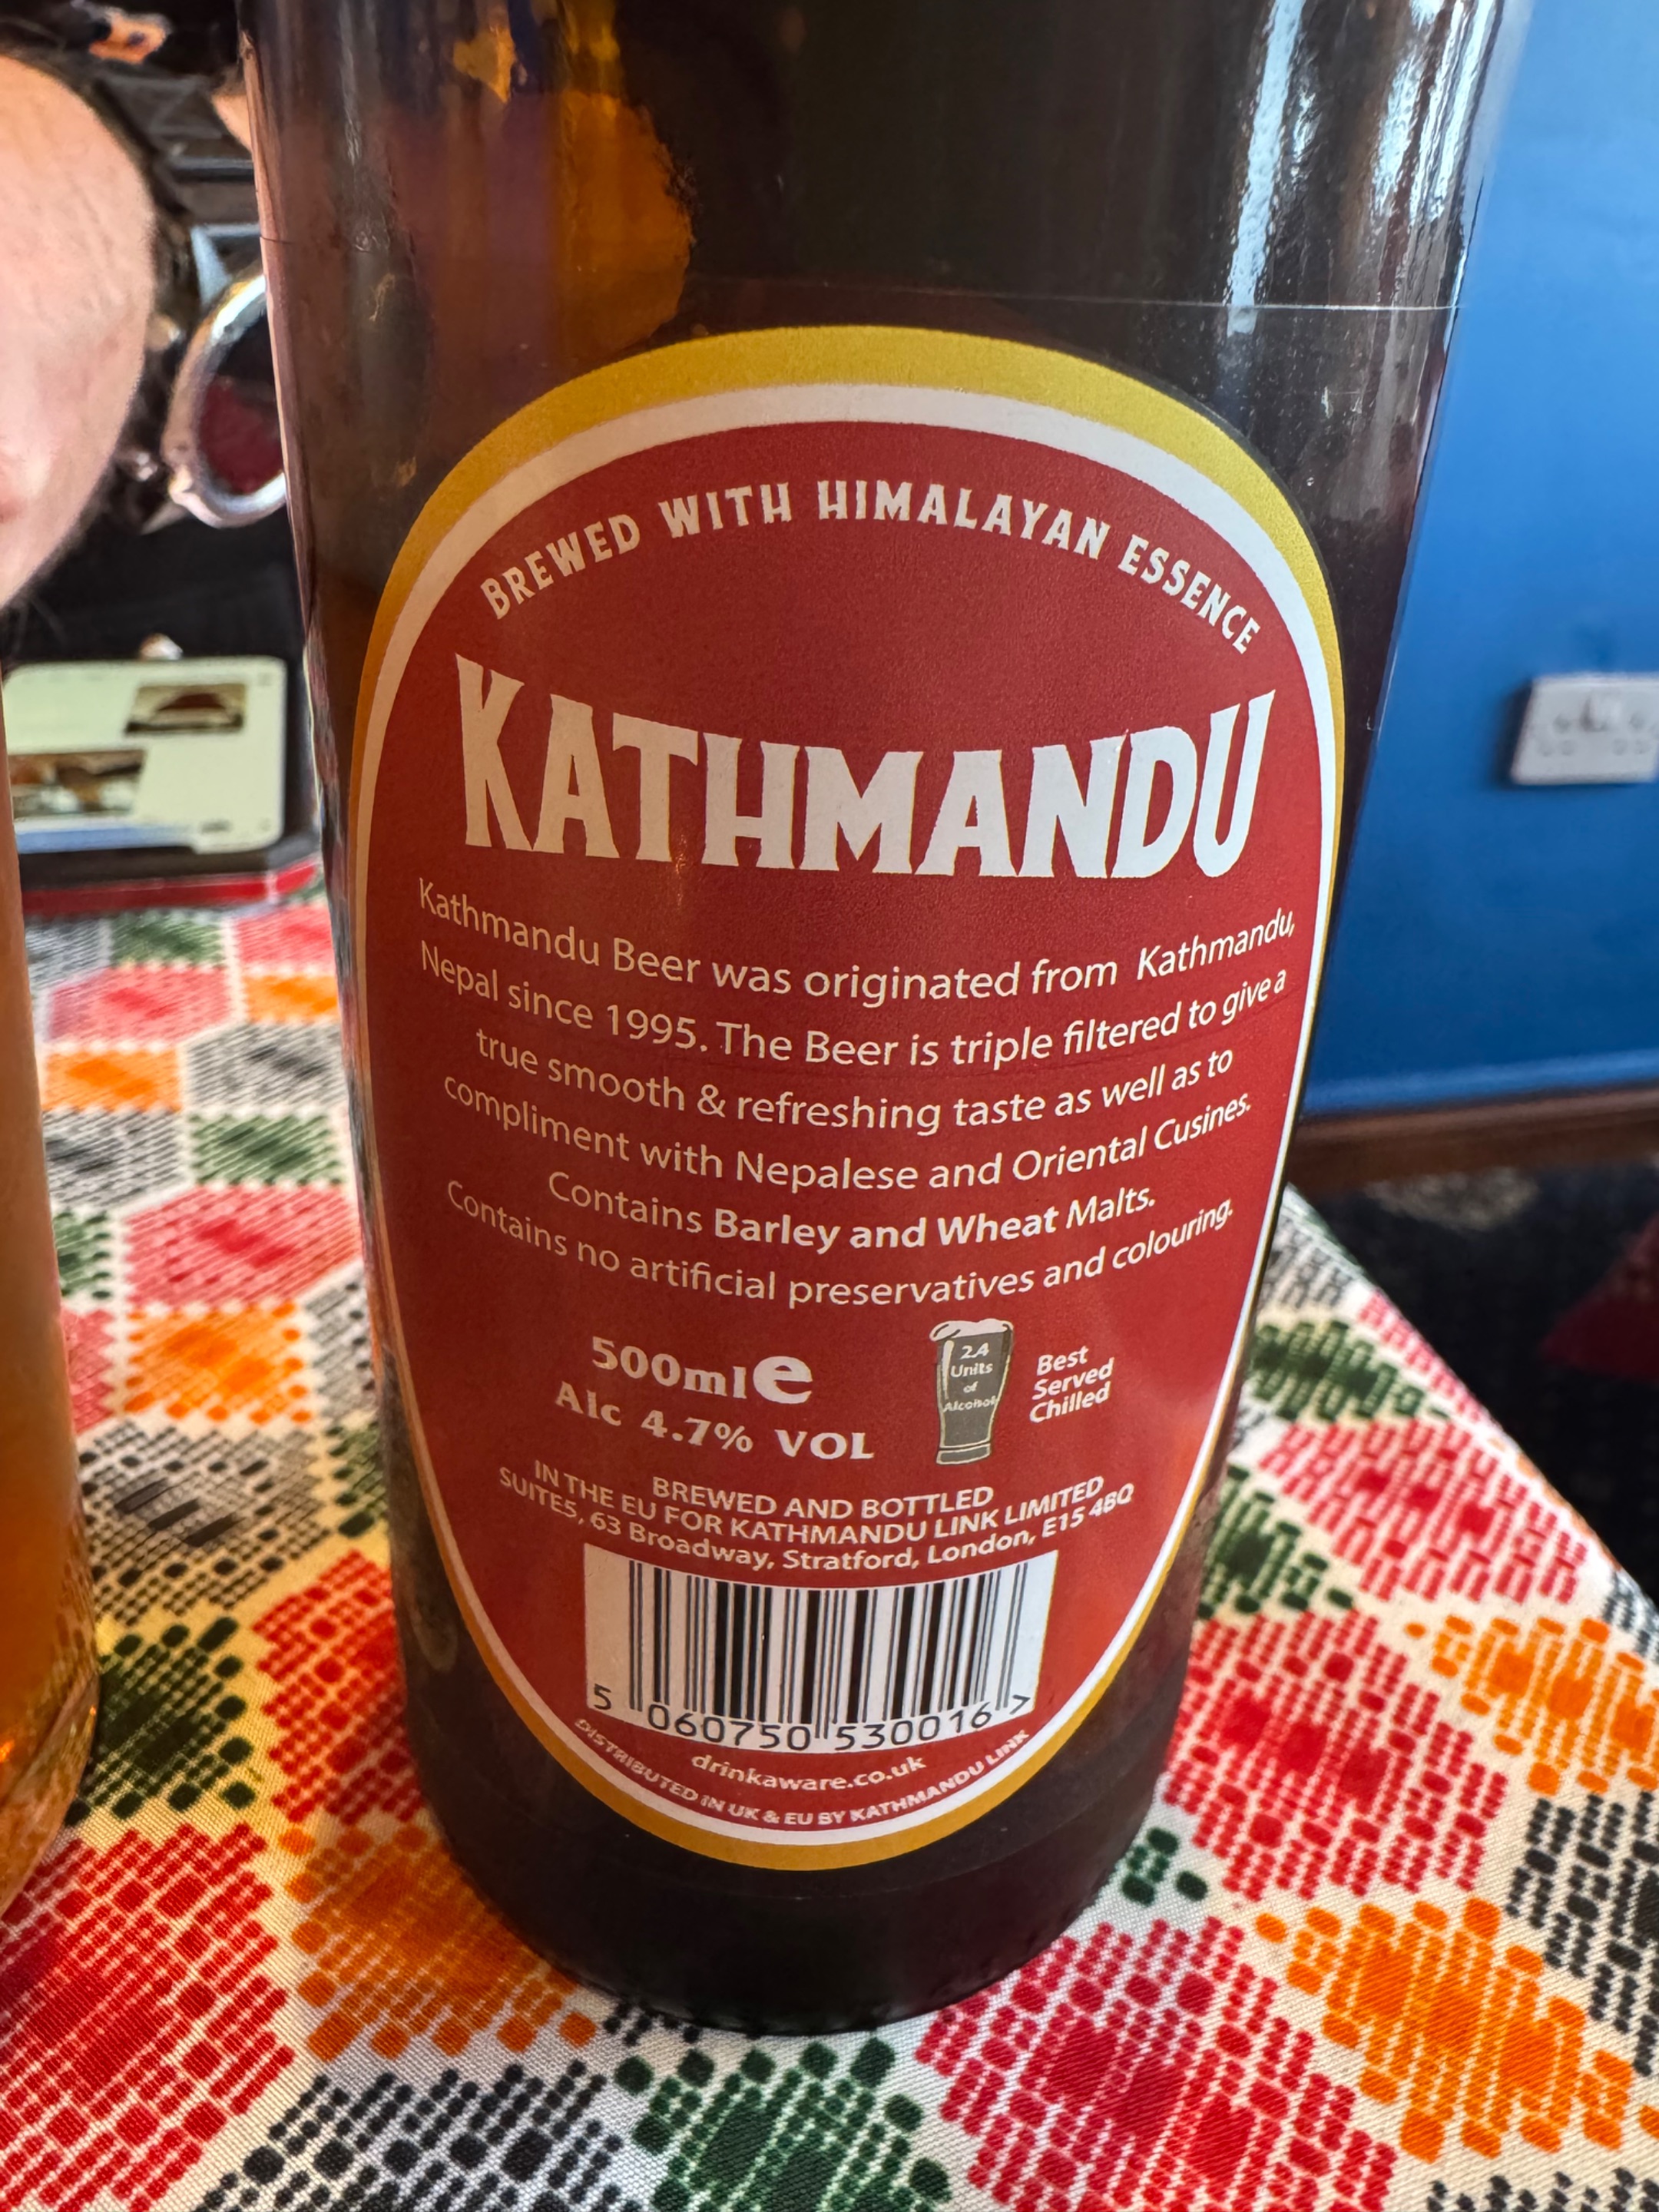 BREWED WITH HIMALAYAN ESSENCE
KATHMANDU
Kathmandu Beer was originated from Kathmandu,
Nepal since 1995. The Beer is triple filtered to give a
true smooth & refreshing taste as well as to
compliment with Nepalese and Oriental Cusines.
Contains Barley and Wheat Malts.
Contains no artificial preservatives and colouring.
500ml e
Alc 4.7% VOL
2.4
Units
of
Alcohol
Best
Served
Chilled
BREWED AND BOTTLED
IN THE EU FOR KATHMANDU LINK LIMITED
SUITE5, 63 Broadway, Stratford, London, E15 4BQ
5 060750 530016 >
drinkaware.co.uk
DISTRIBUTED IN UK & EU BY KATHMANDU LINK